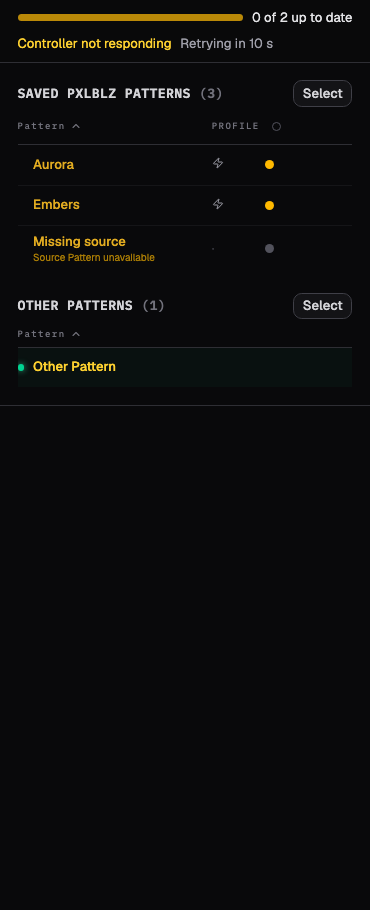 0 of 2 up to date
Controller not responding Retrying in 10 s
SAVED PXLBLZ PATTERNS (3)
Select
Pattern PROFILE
Aurora
Embers
Missing source
Source Pattern unavailable
OTHER PATTERNS (1)
Select
Pattern
Other Pattern